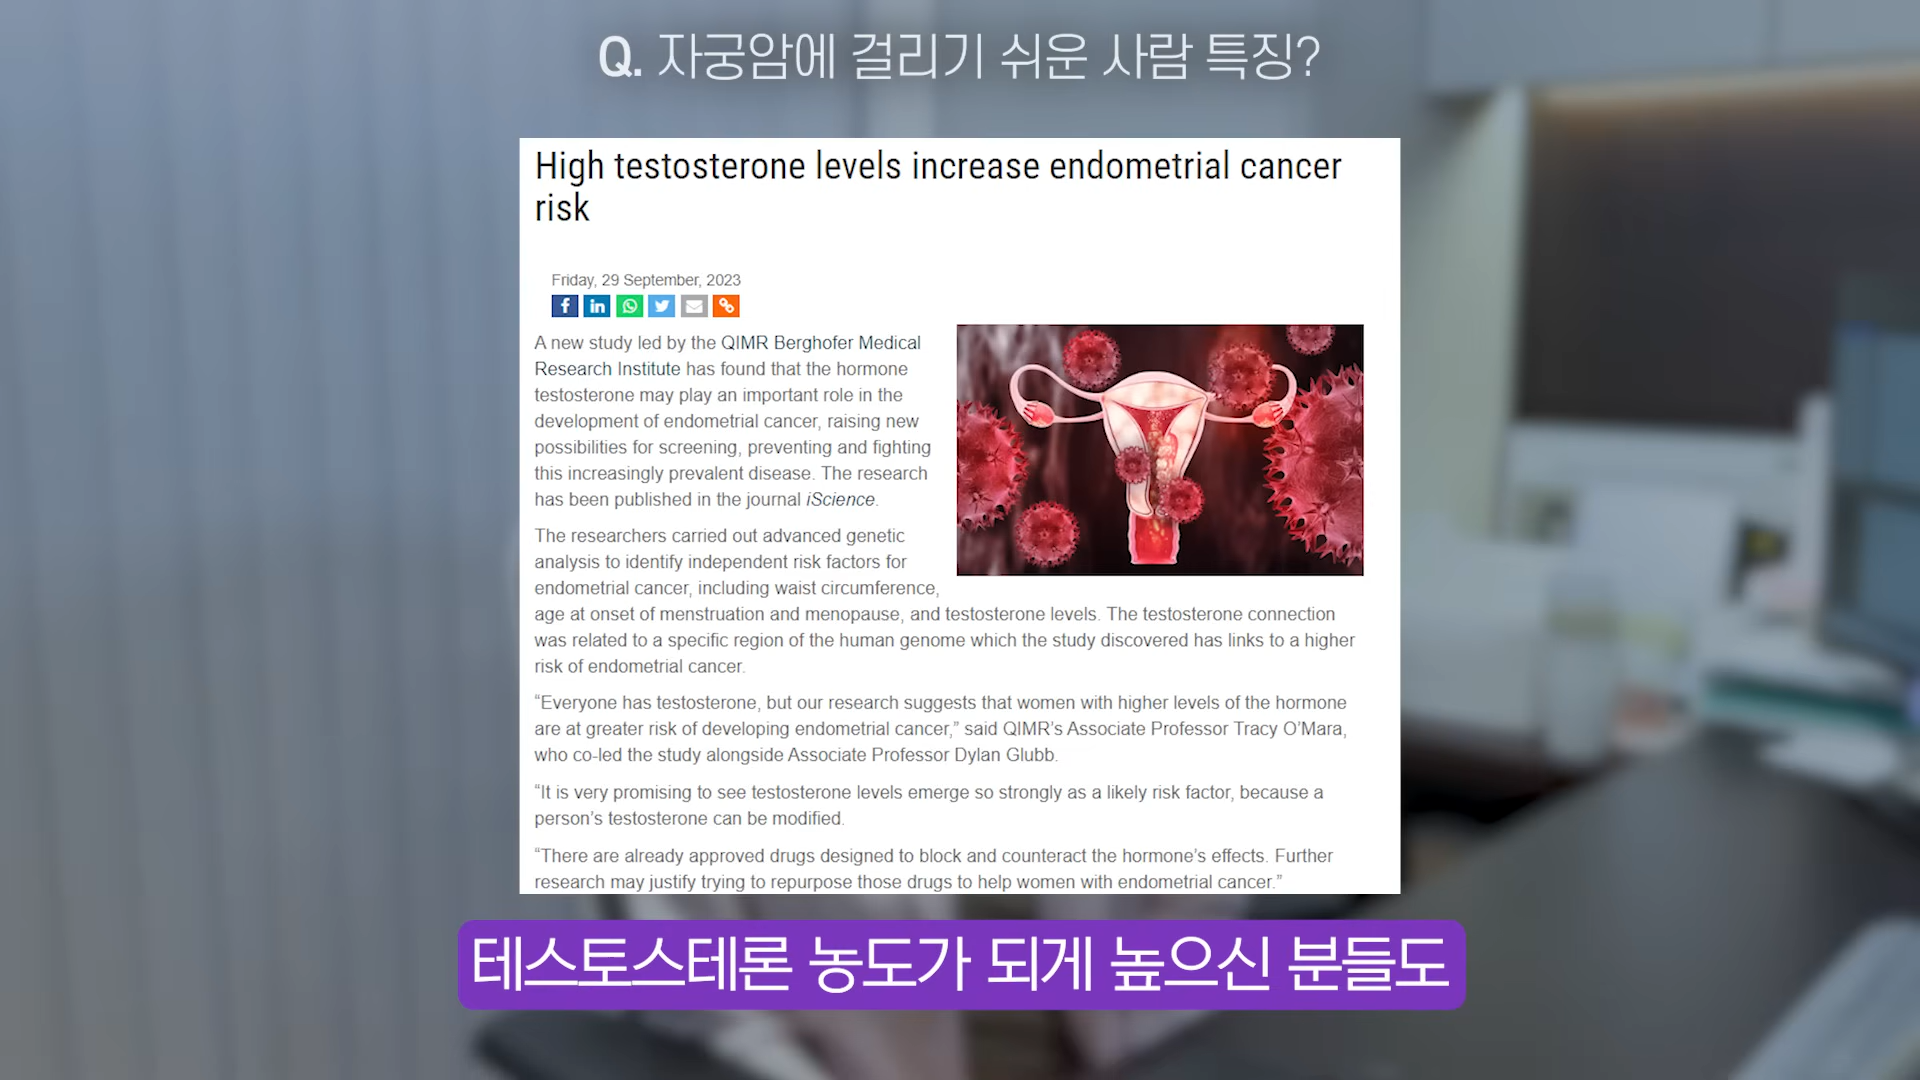 Q. 자궁암에 걸리기 쉬운 사람 특징?
High testosterone levels increase endometrial cancer
risk
Friday, 29 September, 2023
A new study led by the QIMR Berghofer Medical
Research Institute has found that the hormone
testosterone may play an important role in the
development of endometrial cancer, raising new
possibilities for screening, preventing and fighting
this increasingly prevalent disease. The research
has been published in the journal iScience.
The researchers carried out advanced genetic
analysis to identify independent risk factors for
endometrial cancer, including waist circumference,
age at onset of menstruation and menopause, and testosterone levels. The testosterone connection
was related to a specific region of the human genome which the study discovered has links to a higher
risk of endometrial cancer.
“Everyone has testosterone, but our research suggests that women with higher levels of the hormone
are at greater risk of developing endometrial cancer,” said QIMR’s Associate Professor Tracy O’Mara,
who co-led the study alongside Associate Professor Dylan Glubb.
“It is very promising to see testosterone levels emerge so strongly as a likely risk factor, because a
person’s testosterone can be modified.
“There are already approved drugs designed to block and counteract the hormone’s effects. Further
research may justify trying to repurpose those drugs to help women with endometrial cancer.”
테스토스테론 농도가 되게 높으신 분들도